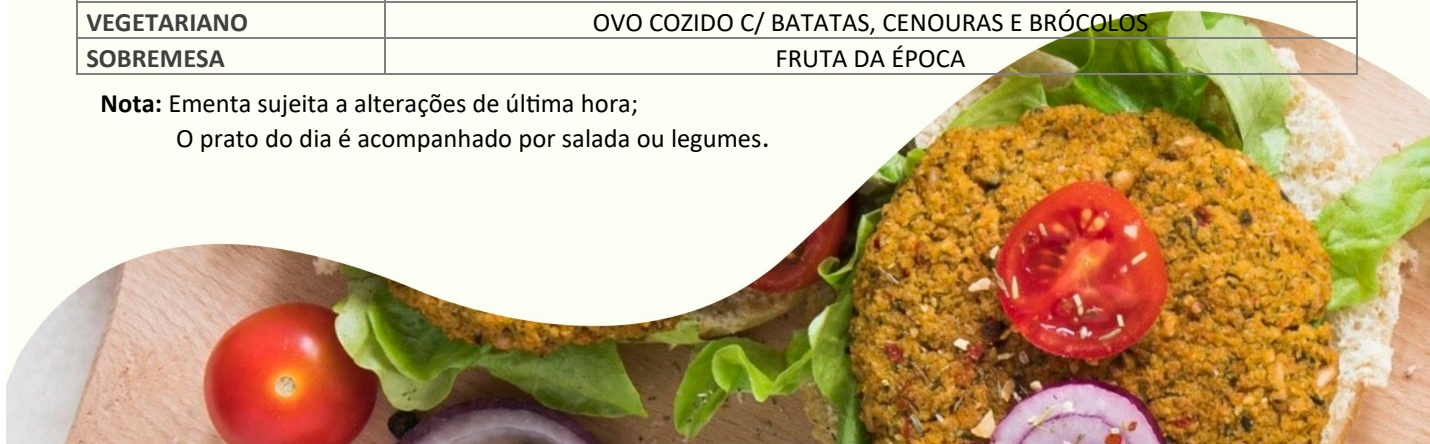 VEGETARIANO OVO COZIDO C/ BATATAS, CENOURAS E BRÓCOLOS
SOBREMESA FRUTA DA ÉPOCA
Nota: Ementa sujeita a alterações de última hora;
O prato do dia é acompanhado por salada ou legumes.